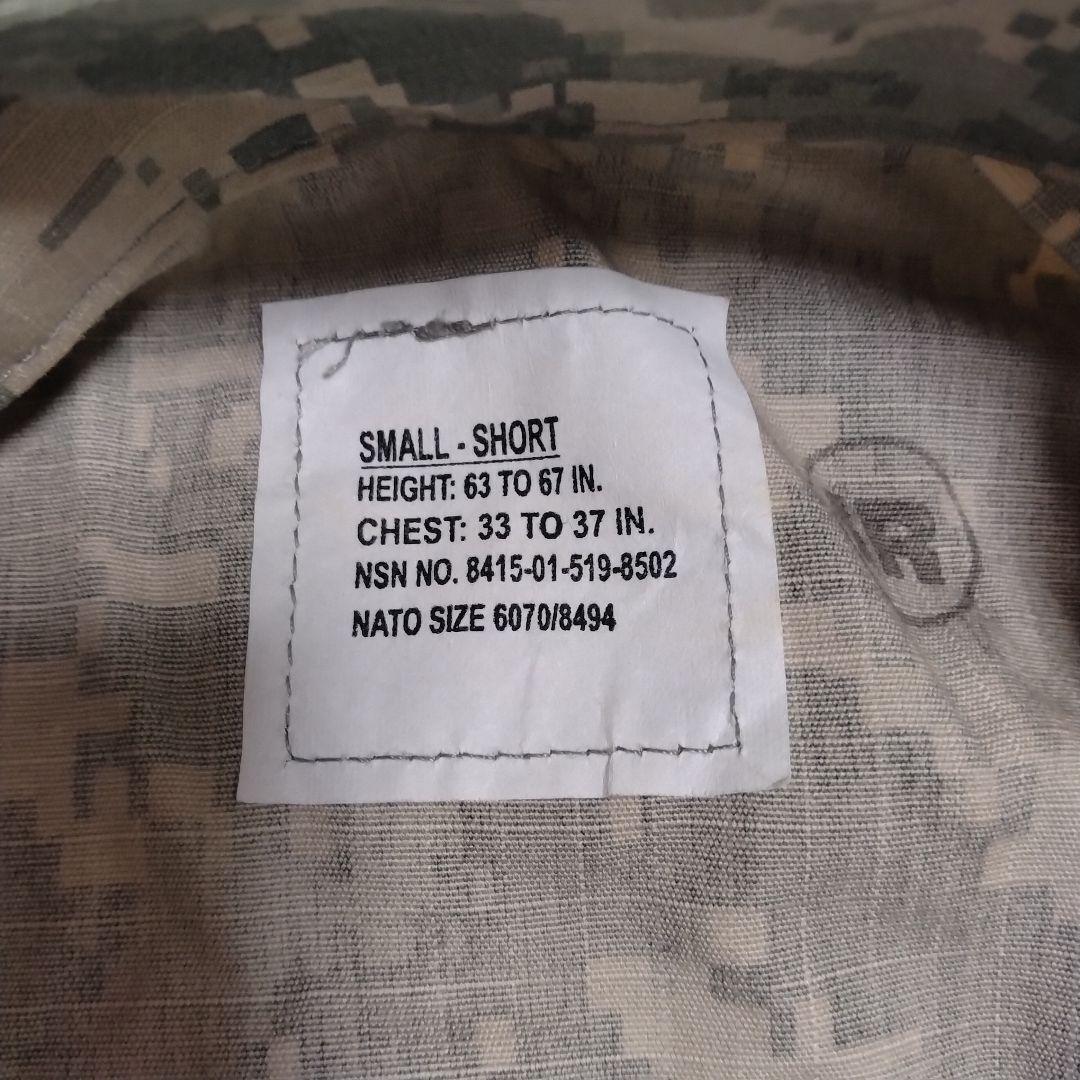 SMALL - SHORT
HEIGHT: 63 TO 67 IN.
CHEST: 33 TO 37 IN.
NSN NO. 8415-01-519-8502
NATO SIZE 6070/8494